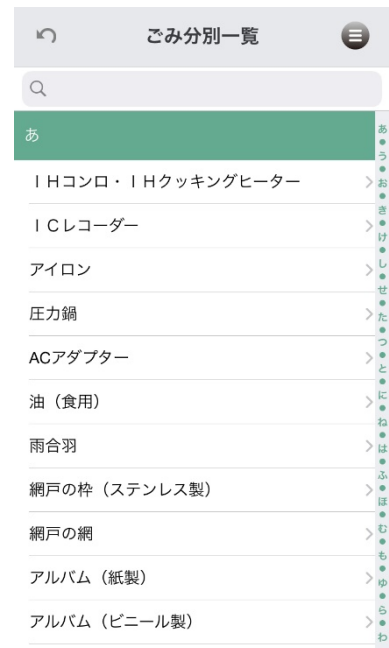 ごみ分別一覧
あ
IHコンロ・IHクッキングヒーター
ICレコーダー
アイロン
圧力鍋
ACアダプター
油（食用）
雨合羽
網戸の枠（ステンレス製）
網戸の網
アルバム（紙製）
アルバム（ビニール製）
あ
●
う
●
お
●
き
●
け
●
し
●
せ
●
た
●
つ
●
と
●
に
●
ね
●
は
●
ふ
●
ほ
●
む
●
も
●
ゆ
●
ら
●
わ